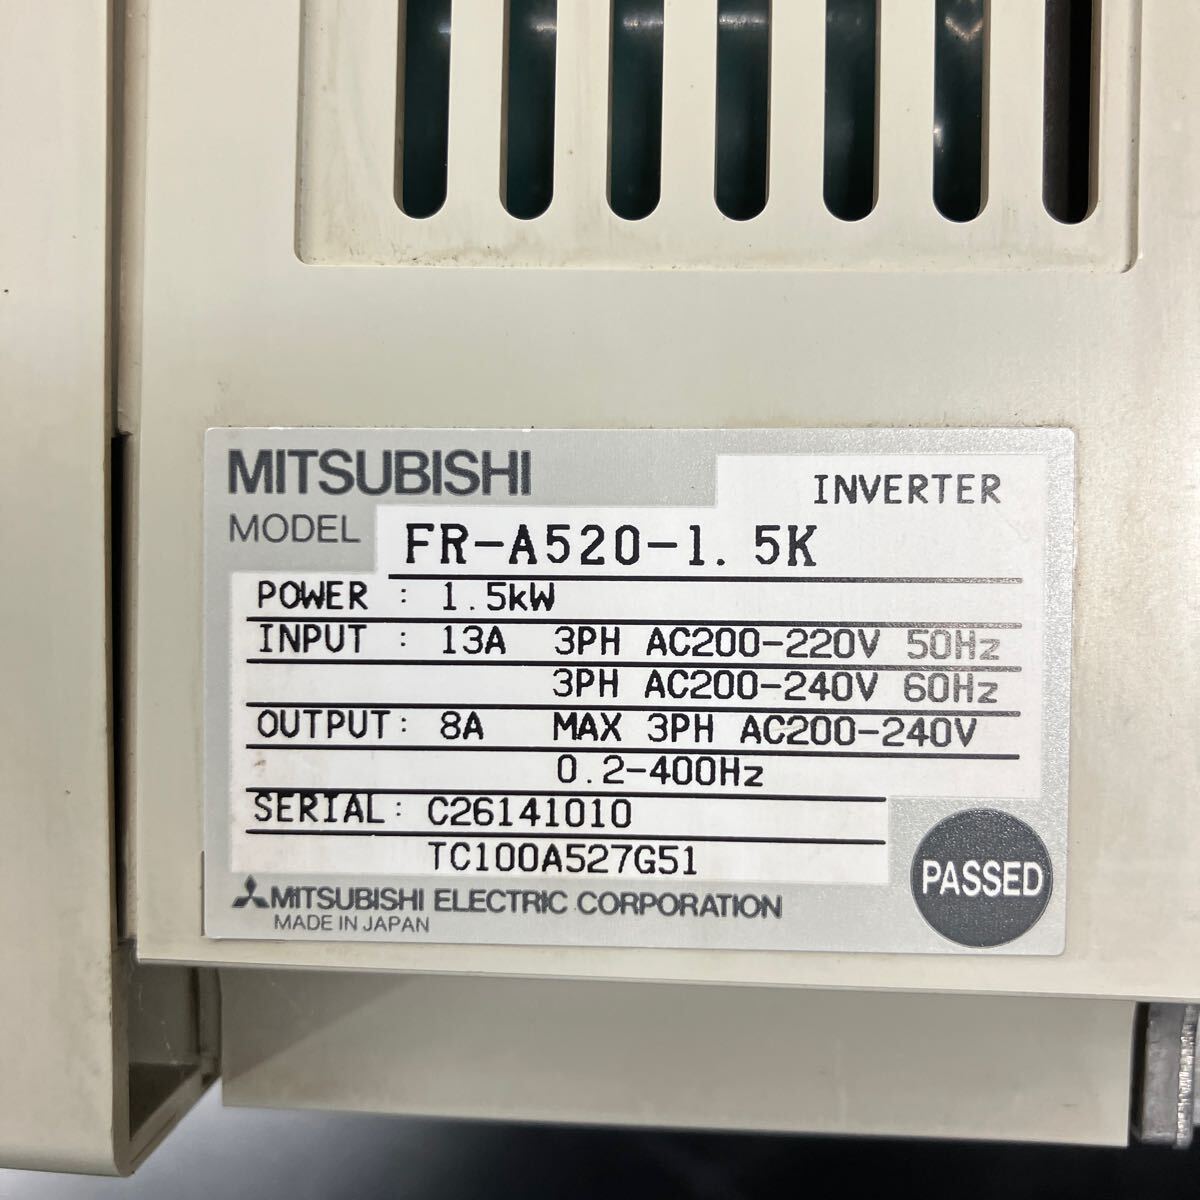 MITSUBISHI
INVERTER
MODEL FR-A520-1.5K
POWER : 1.5kW
INPUT : 13A 3PH AC200-220V 50Hz
3PH AC200-240V 60Hz
OUTPUT: 8A MAX 3PH AC200-240V
0.2-400Hz
SERIAL: C26141010
TC100A527G51
PASSED
MITSUBISHI ELECTRIC CORPORATION
MADE IN JAPAN